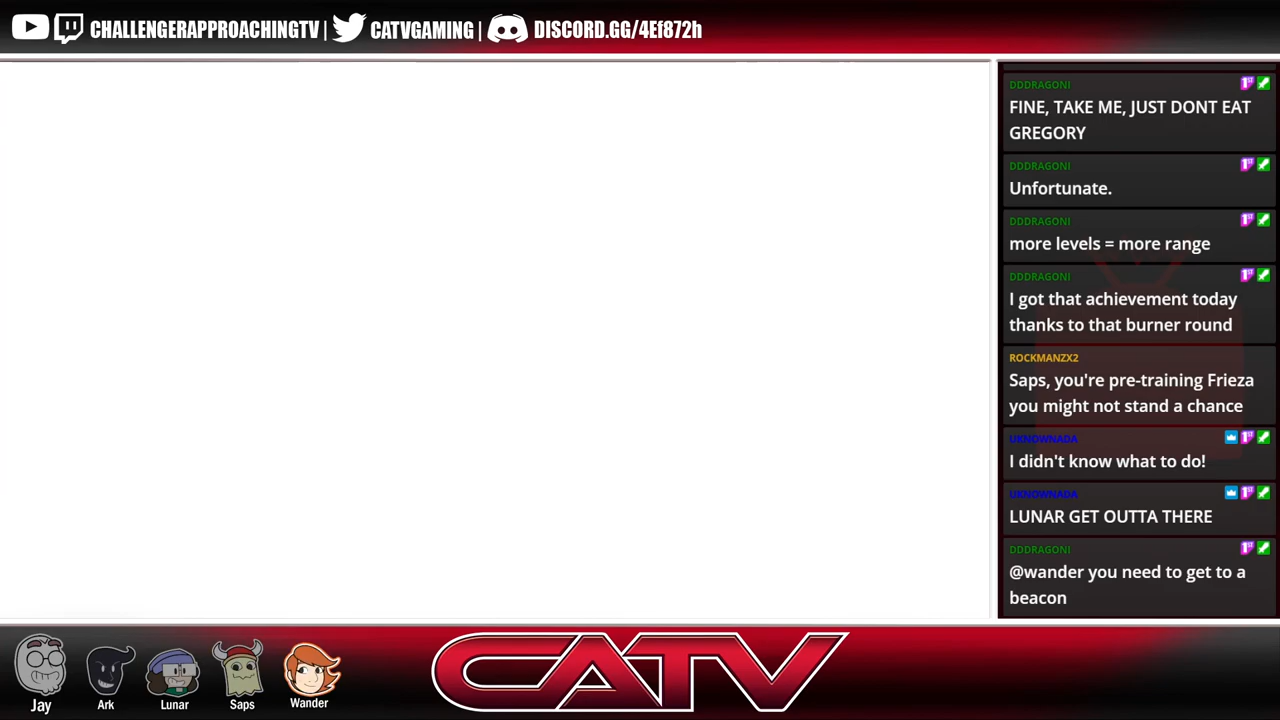 CHALLENGERAPPROACHINGTV | CATVGAMING | DISCORD.GG/4Ef872h
DDDRAGONI
FINE, TAKE ME, JUST DONT EAT
GREGORY
DDDRAGONI
Unfortunate.
DDDRAGONI
more levels = more range
DDDRAGONI
I got that achievement today
thanks to that burner round
ROCKMANZX2
Saps, you're pre-training Frieza
you might not stand a chance
UKNOWNADA
I didn't know what to do!
UKNOWNADA
LUNAR GET OUTTA THERE
DDDRAGONI
@wander you need to get to a
beacon
Jay Ark Lunar Saps Wander
CATV